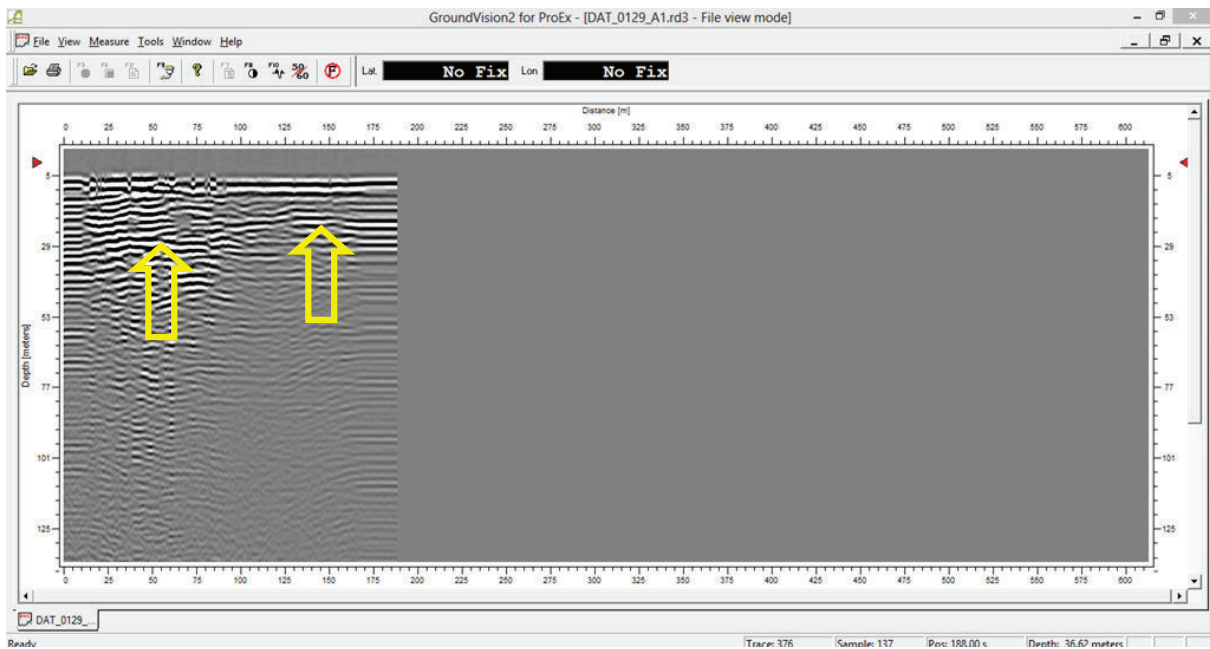 GroundVision2 for ProEx - [DAT_0129_A1.rd3 - File view mode]
File View Measure Tools Window Help
50/60 Lat. No Fix Lon No Fix
Distance [m]
0 25 50 75 100 125 150 175 200 225 250 275 300 325 350 375 400 425 450 475 500 525 550 575 600
5 5
29 29
53 53
Depth [meters]
77 77
101 101
125 125
0 25 50 75 100 125 150 175 200 225 250 275 300 325 350 375 400 425 450 475 500 525 550 575 600
DAT_0129_...
Ready Trace: 376 Sample: 137 Pos: 188.00 s Depth: 36.62 meters